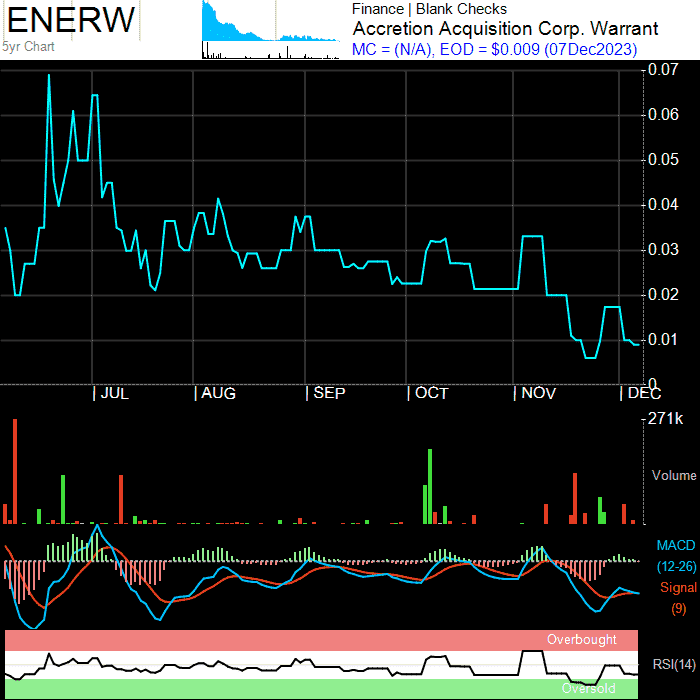 ENERW
5yr Chart
Finance | Blank Checks
Accretion Acquisition Corp. Warrant
MC = (N/A), EOD = $0.009 (07Dec2023)
0.07
0.06
0.05
0.04
0.03
0.02
0.01
0
| JUL | AUG | SEP | OCT | NOV | DEC
271k
Volume
MACD
(12-26)
Signal
(9)
Overbought
RSI(14)
Oversold